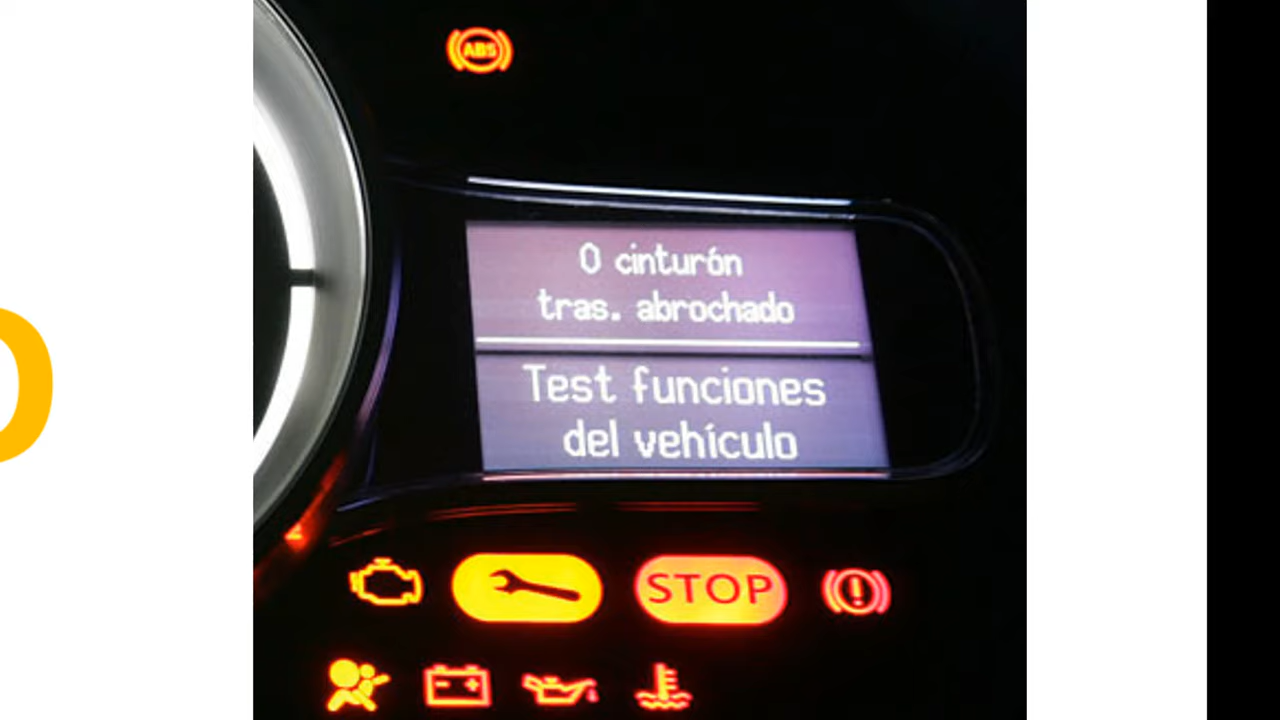 ABS
0 cinturón
tras. abrochado
Test funciones
del vehículo
STOP